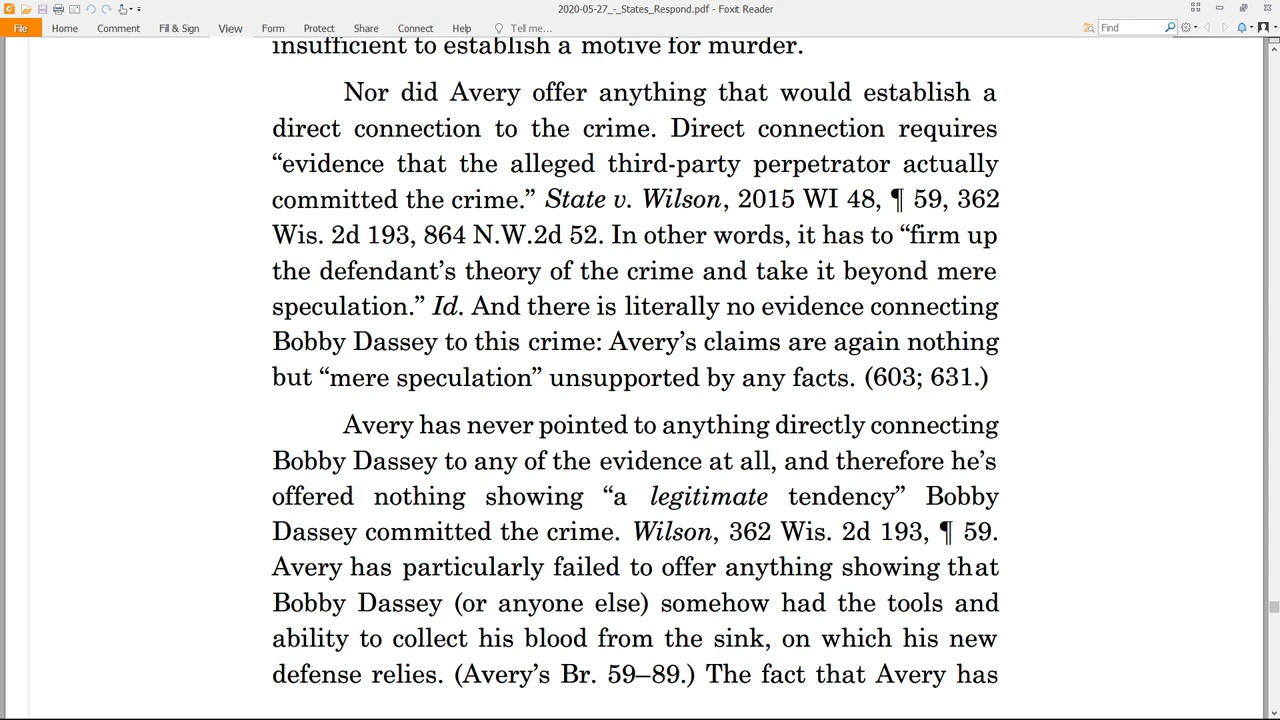 2020-05-27_-_States_Respond.pdf - Foxit Reader
File Home Comment Fill & Sign View Form Protect Share Connect Help Tell me... Find
insufficient to establish a motive for murder.
Nor did Avery offer anything that would establish a
direct connection to the crime. Direct connection requires
“evidence that the alleged third-party perpetrator actually
committed the crime.” State v. Wilson, 2015 WI 48, ¶ 59, 362
Wis. 2d 193, 864 N.W.2d 52. In other words, it has to “firm up
the defendant’s theory of the crime and take it beyond mere
speculation.” Id. And there is literally no evidence connecting
Bobby Dassey to this crime: Avery’s claims are again nothing
but “mere speculation” unsupported by any facts. (603; 631.)
Avery has never pointed to anything directly connecting
Bobby Dassey to any of the evidence at all, and therefore he’s
offered nothing showing “a legitimate tendency” Bobby
Dassey committed the crime. Wilson, 362 Wis. 2d 193, ¶ 59.
Avery has particularly failed to offer anything showing that
Bobby Dassey (or anyone else) somehow had the tools and
ability to collect his blood from the sink, on which his new
defense relies. (Avery’s Br. 59–89.) The fact that Avery has